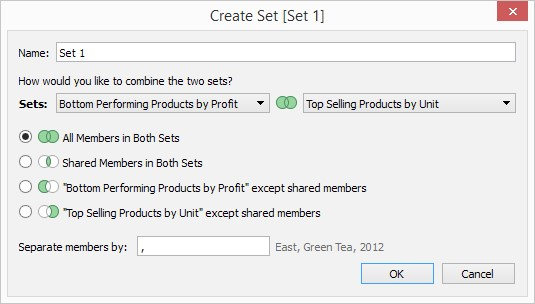 Create Set [Set 1]
Name: Set 1
How would you like to combine the two sets?
Sets: Bottom Performing Products by Profit Top Selling Products by Unit
All Members in Both Sets
Shared Members in Both Sets
"Bottom Performing Products by Profit" except shared members
"Top Selling Products by Unit" except shared members
Separate members by: , East, Green Tea, 2012
OK Cancel